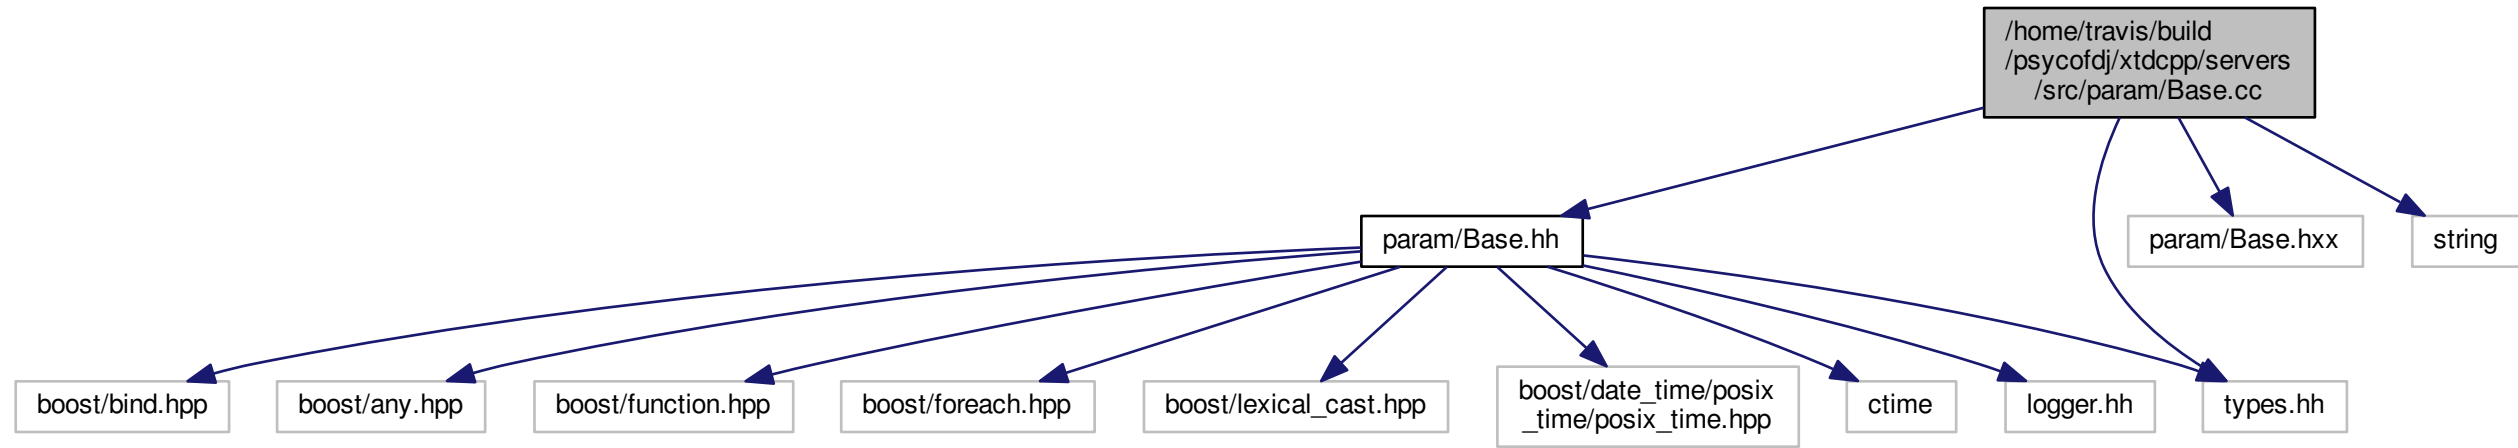 /home/travis/build
/psycofdj/xtdcpp/servers
/src/param/Base.cc
param/Base.hh
param/Base.hxx
string
boost/bind.hpp
boost/any.hpp
boost/function.hpp
boost/foreach.hpp
boost/lexical_cast.hpp
boost/date_time/posix
_time/posix_time.hpp
ctime
logger.hh
types.hh